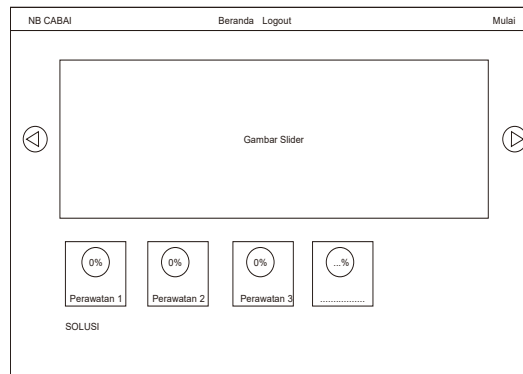 NB CABAI Beranda Logout Mulai
Gambar Slider
0% 0% 0% ...%
Perawatan 1 Perawatan 2 Perawatan 3 .................
SOLUSI